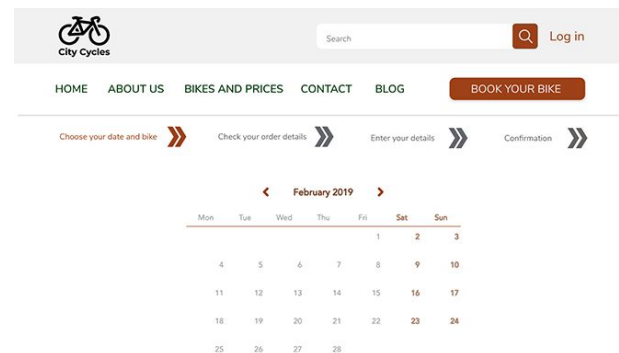 City Cycles
Search
Log in
HOME ABOUT US BIKES AND PRICES CONTACT BLOG BOOK YOUR BIKE
Choose your date and bike Check your order details Enter your details Confirmation
February 2019
Mon Tue Wed Thu Fri Sat Sun
1 2 3
4 5 6 7 8 9 10
11 12 13 14 15 16 17
18 19 20 21 22 23 24
25 26 27 28